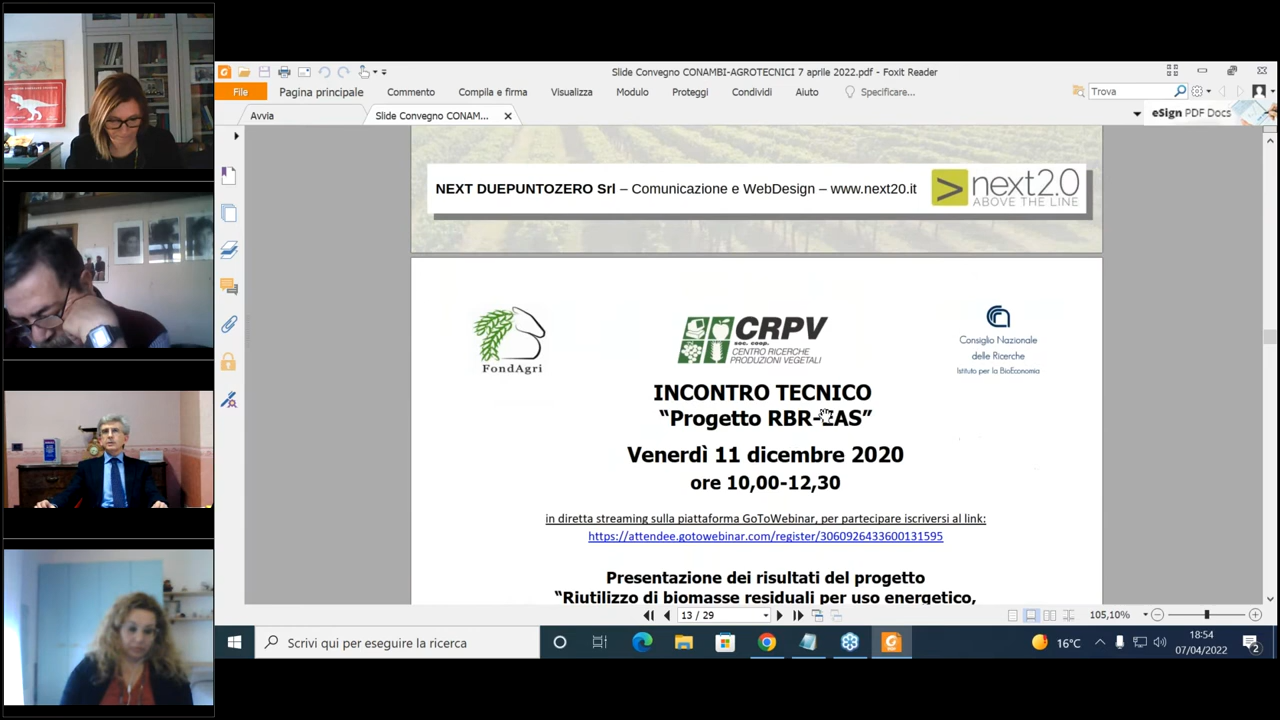 Slide Convegno CONAMBI-AGROTECNICI 7 aprile 2022.pdf - Foxit Reader
File Pagina principale Commento Compila e firma Visualizza Modulo Proteggi Condividi Aiuto Specificare... Trova
Avvia Slide Convegno CONAM... eSign PDF Docs
NEXT DUEPUNTOZERO Srl – Comunicazione e WebDesign – www.next20.it
next2.0
ABOVE THE LINE
FondAgri
CRPV
soc. coop.
CENTRO RICERCHE
PRODUZIONI VEGETALI
Consiglio Nazionale
delle Ricerche
Istituto per la BioEconomia
INCONTRO TECNICO
“Progetto RBR-EAS”
Venerdì 11 dicembre 2020
ore 10,00-12,30
in diretta streaming sulla piattaforma GoToWebinar, per partecipare iscriversi al link:
https://attendee.gotowebinar.com/register/3060926433600131595
Presentazione dei risultati del progetto
“Riutilizzo di biomasse residuali per uso energetico,
13 / 29 105,10%
Scrivi qui per eseguire la ricerca
16°C
18:54
07/04/2022
2